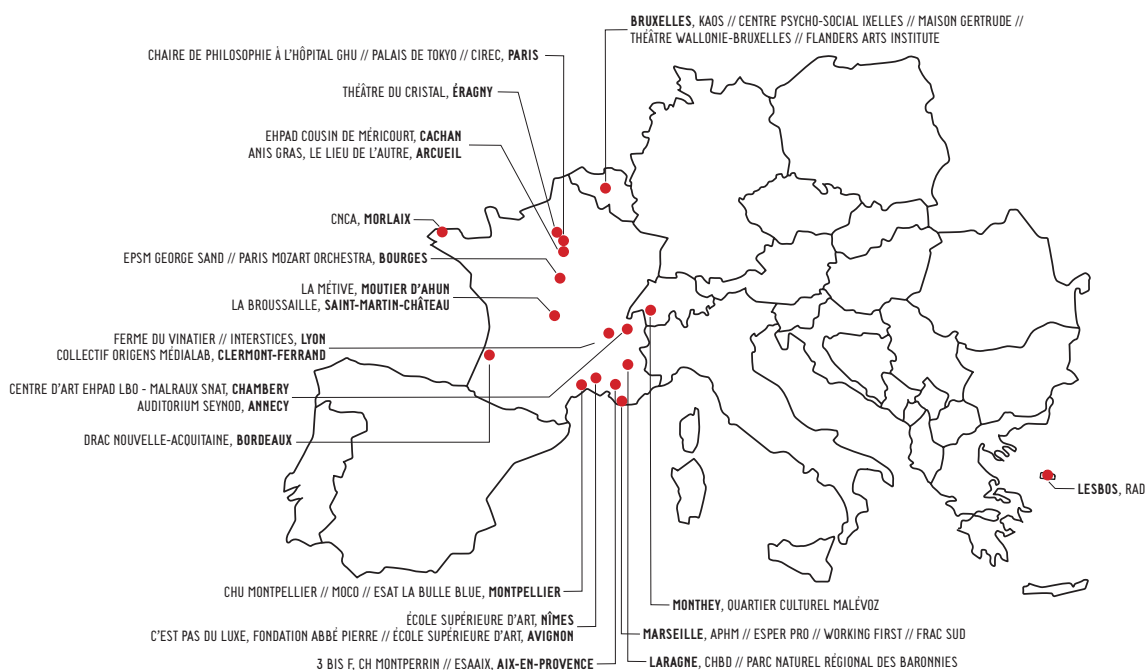 BRUXELLES, KAOS // CENTRE PSYCHO-SOCIAL IXELLES // MAISON GERTRUDE //
THÉÂTRE WALLONIE-BRUXELLES // FLANDERS ARTS INSTITUTE
CHAIRE DE PHILOSOPHIE À L'HÔPITAL GHU // PALAIS DE TOKYO // CIREC, PARIS
THÉÂTRE DU CRISTAL, ÉRAGNY
EHPAD COUSIN DE MÉRICOURT, CACHAN
ANIS GRAS, LE LIEU DE L'AUTRE, ARCUEIL
CNCA, MORLAIX
EPSM GEORGE SAND // PARIS MOZART ORCHESTRA, BOURGES
LA MÉTIVE, MOUTIER D'AHUN
LA BROUSSAILLE, SAINT-MARTIN-CHÂTEAU
FERME DU VINATIER // INTERSTICES, LYON
COLLECTIF ORIGENS MÉDIALAB, CLERMONT-FERRAND
CENTRE D'ART EHPAD LBO - MALRAUX SNAT, CHAMBERY
AUDITORIUM SEYNOD, ANNECY
DRAC NOUVELLE-ACQUITAINE, BORDEAUX
LESBOS, RAD
CHU MONTPELLIER // MOCO // ESAT LA BULLE BLUE, MONTPELLIER
MONTHEY, QUARTIER CULTUREL MALÉVOZ
ÉCOLE SUPÉRIEURE D'ART, NÎMES
C'EST PAS DU LUXE, FONDATION ABBÉ PIERRE // ÉCOLE SUPÉRIEURE D'ART, AVIGNON
MARSEILLE, APHM // ESPER PRO // WORKING FIRST // FRAC SUD
3 BIS F, CH MONTPERRIN // ESAAIX, AIX-EN-PROVENCE
LARAGNE, CHBD // PARC NATUREL RÉGIONAL DES BARONNIES